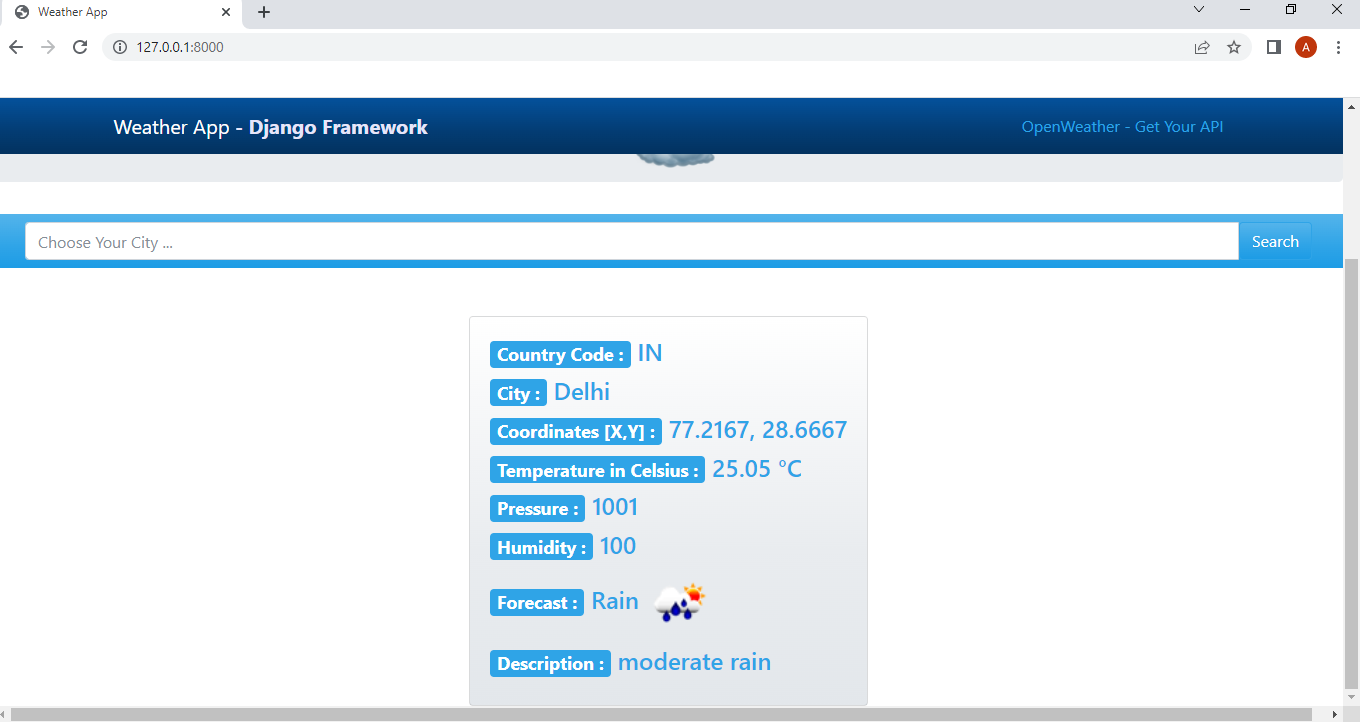 Weather App
127.0.0.1:8000
A
Weather App - Django Framework
OpenWeather - Get Your API
Choose Your City ...
Search
Country Code : IN
City : Delhi
Coordinates [X,Y] : 77.2167, 28.6667
Temperature in Celsius : 25.05 °C
Pressure : 1001
Humidity : 100
Forecast : Rain
Description : moderate rain